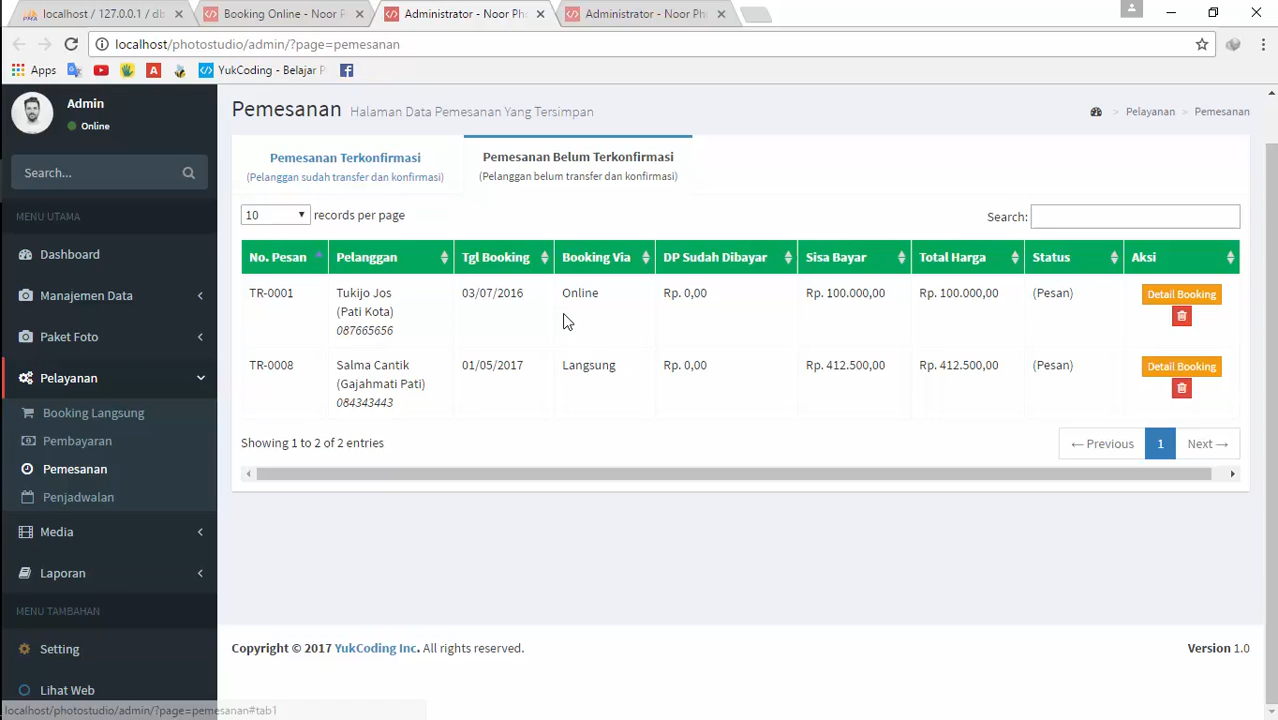 localhost / 127.0.0.1 / db
Booking Online - Noor P
Administrator - Noor Ph
Administrator - Noor Ph
localhost/photostudio/admin/?page=pemesanan
Apps
YukCoding - Belajar P
Admin
Online
Search...
MENU UTAMA
Dashboard
Manajemen Data
Paket Foto
Pelayanan
Booking Langsung
Pembayaran
Pemesanan
Penjadwalan
Media
Laporan
MENU TAMBAHAN
Setting
Lihat Web
Pemesanan Halaman Data Pemesanan Yang Tersimpan
> Pelayanan > Pemesanan
Pemesanan Terkonfirmasi
(Pelanggan sudah transfer dan konfirmasi)
Pemesanan Belum Terkonfirmasi
(Pelanggan belum transfer dan konfirmasi)
10 records per page
Search:
No. Pesan Pelanggan Tgl Booking Booking Via DP Sudah Dibayar Sisa Bayar Total Harga Status Aksi
TR-0001 Tukijo Jos 03/07/2016 Online Rp. 0,00 Rp. 100.000,00 Rp. 100.000,00 (Pesan) Detail Booking
(Pati Kota)
087665656
TR-0008 Salma Cantik 01/05/2017 Langsung Rp. 0,00 Rp. 412.500,00 Rp. 412.500,00 (Pesan) Detail Booking
(Gajahmati Pati)
084343443
Showing 1 to 2 of 2 entries
← Previous 1 Next →
Copyright © 2017 YukCoding Inc. All rights reserved.
Version 1.0
localhost/photostudio/admin/?page=pemesanan#tab1